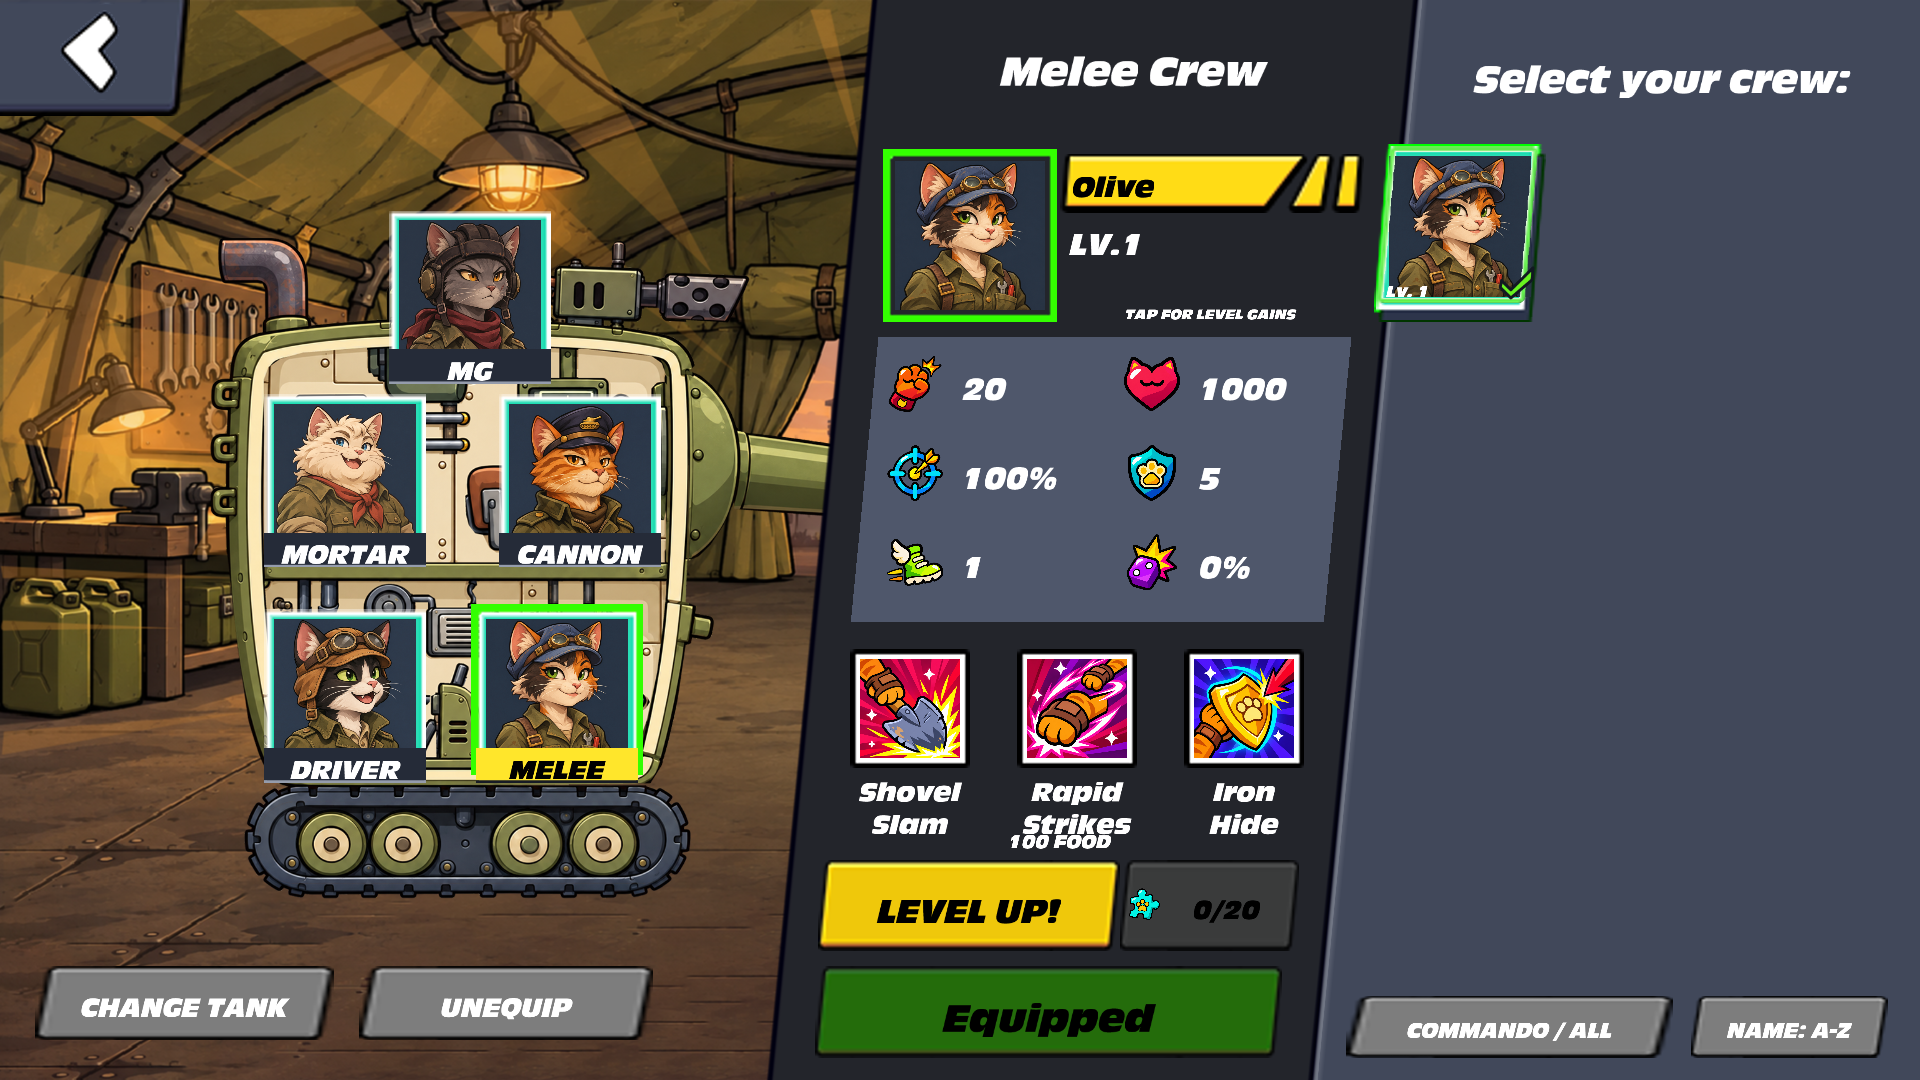 MG
MORTAR
CANNON
DRIVER
MELEE
CHANGE TANK
UNEQUIP
Melee Crew
Olive
LV.1
TAP FOR LEVEL GAINS
20
1000
100%
5
1
0%
Shovel
Slam
Rapid
Strikes
Iron
Hide
100 FOOD
LEVEL UP!
0/20
Equipped
Select your crew:
LV. 1
COMMANDO / ALL
NAME: A-Z